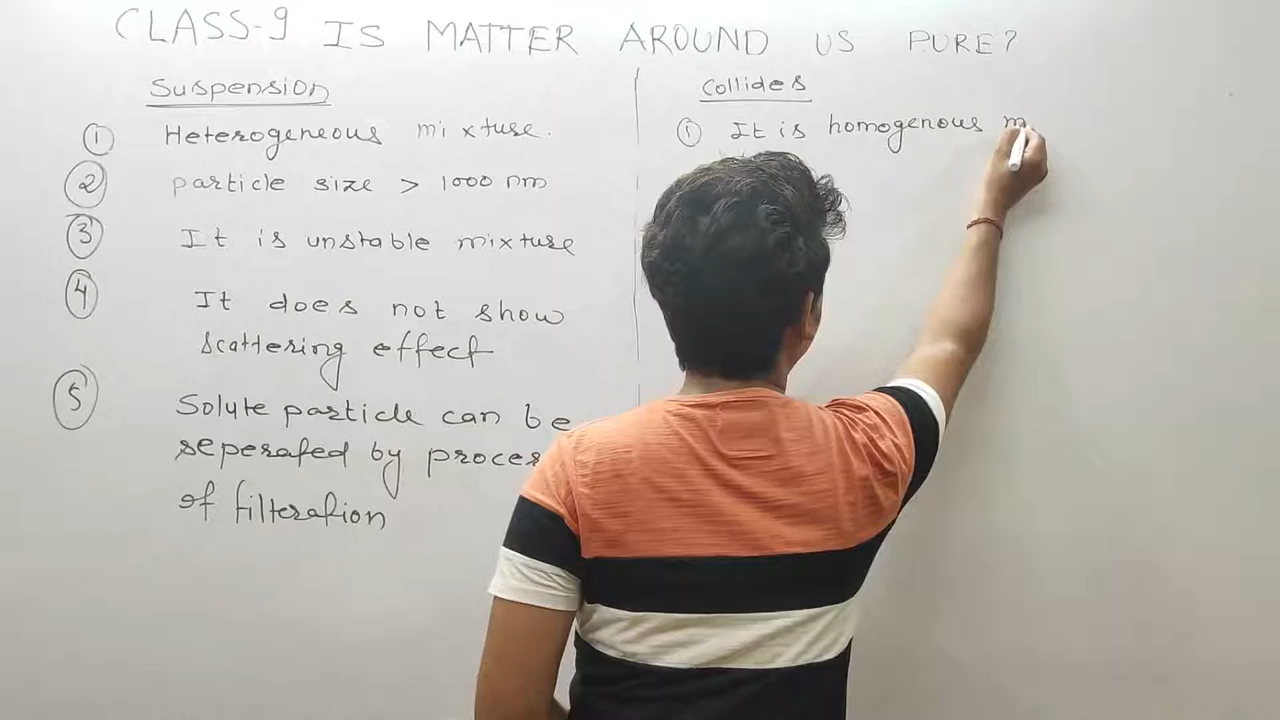 CLASS-9 IS MATTER AROUND US PURE?
Suspension
1 Heterogeneous mixture.
2 particle size > 1000 nm
3 It is unstable mixture
4 It does not show
scattering effect
5 Solute particle can be
seperated by proces
of filteration
Collides
1 It is homogenous m